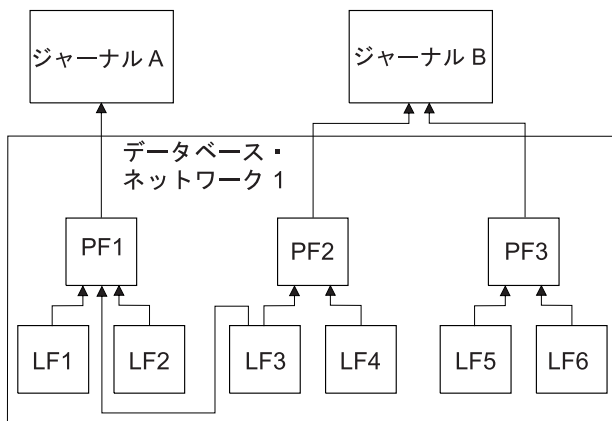 ジャーナル A
ジャーナル B
データベース・
ネットワーク 1
PF1
PF2
PF3
LF1
LF2
LF3
LF4
LF5
LF6